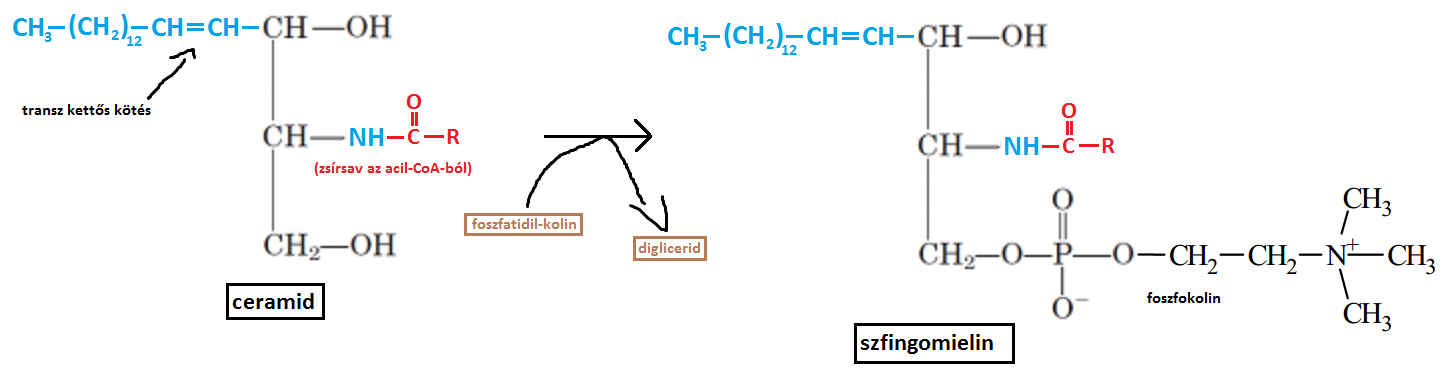 CH₃–(CH₂)₁₂–CH=CH–CH–OH
transz kettős kötés
O
CH–NH–C–R
(zsírsav az acil-CoA-ból)
CH₂–OH
ceramid
foszfatidil-kolin
diglicerid
CH₃–(CH₂)₁₂–CH=CH–CH–OH
O
CH–NH–C–R
O
CH₃
CH₂–O–P–O–CH₂–CH₂–N⁺–CH₃
O⁻
foszfokolin
CH₃
szfingomielin